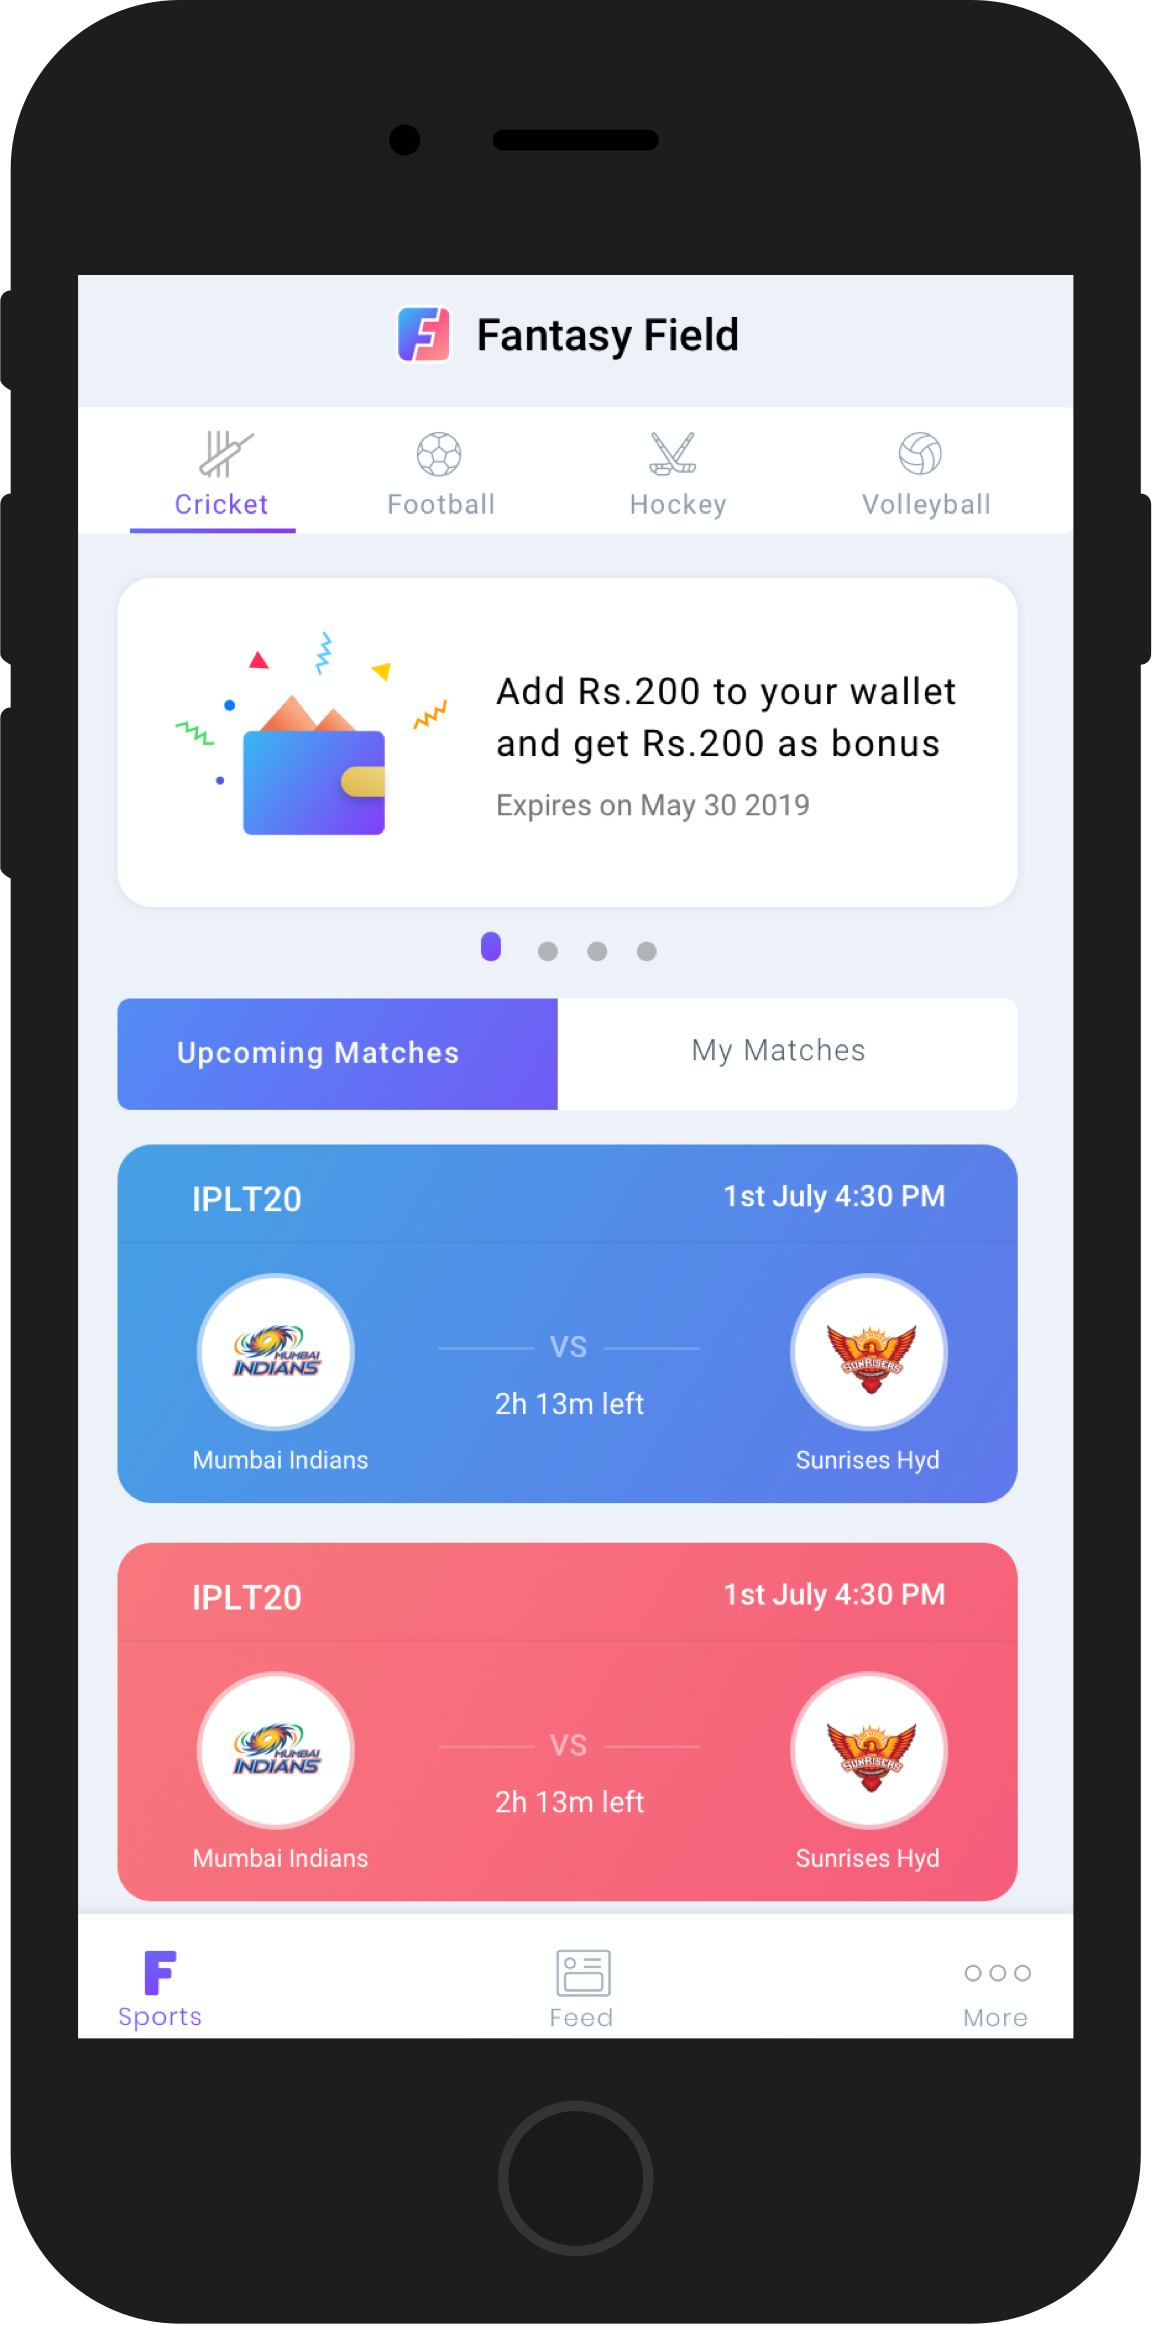 Fantasy Field
Cricket
Football
Hockey
Volleyball
Add Rs.200 to your wallet
and get Rs.200 as bonus
Expires on May 30 2019
Upcoming Matches
My Matches
IPLT20
1st July 4:30 PM
MUMBAI
INDIANS
VS
SUNRISERS
2h 13m left
Mumbai Indians
Sunrises Hyd
IPLT20
1st July 4:30 PM
MUMBAI
INDIANS
VS
SUNRISERS
2h 13m left
Mumbai Indians
Sunrises Hyd
F
Sports
Feed
More